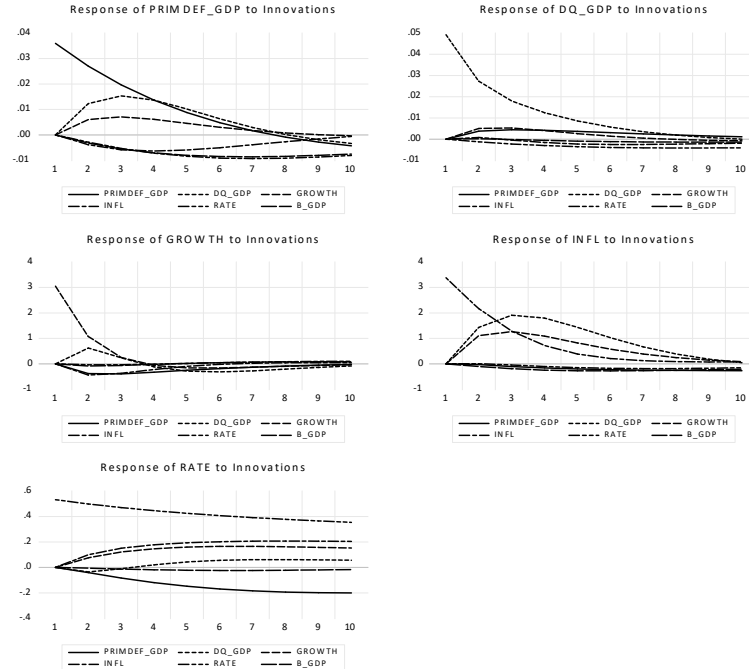 Response of PRIMDEF_GDP to Innovations
.04
.03
.02
.01
.00
-.01
1 2 3 4 5 6 7 8 9 10
PRIMDEF_GDP DQ_GDP GROWTH
INFL RATE B_GDP
Response of DQ_GDP to Innovations
.05
.04
.03
.02
.01
.00
-.01
1 2 3 4 5 6 7 8 9 10
PRIMDEF_GDP DQ_GDP GROWTH
INFL RATE B_GDP
Response of GROWTH to Innovations
4
3
2
1
0
-1
1 2 3 4 5 6 7 8 9 10
PRIMDEF_GDP DQ_GDP GROWTH
INFL RATE B_GDP
Response of INFL to Innovations
4
3
2
1
0
-1
1 2 3 4 5 6 7 8 9 10
PRIMDEF_GDP DQ_GDP GROWTH
INFL RATE B_GDP
Response of RATE to Innovations
.6
.4
.2
.0
-.2
-.4
1 2 3 4 5 6 7 8 9 10
PRIMDEF_GDP DQ_GDP GROWTH
INFL RATE B_GDP